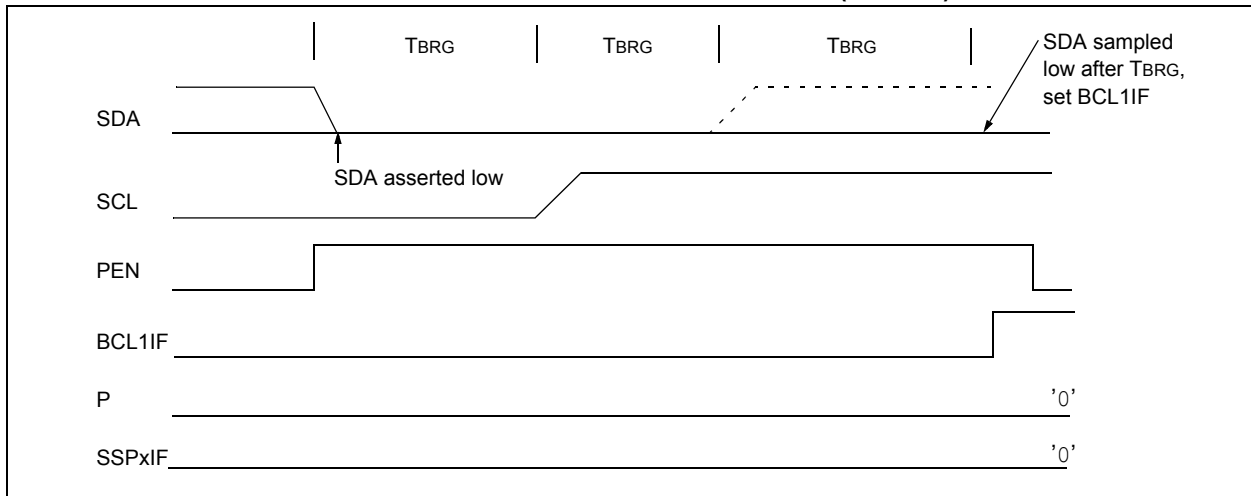 TBRG TBRG TBRG
SDA sampled
low after TBRG,
set BCL1IF
SDA
SDA asserted low
SCL
PEN
BCL1IF
P '0'
SSPxIF '0'